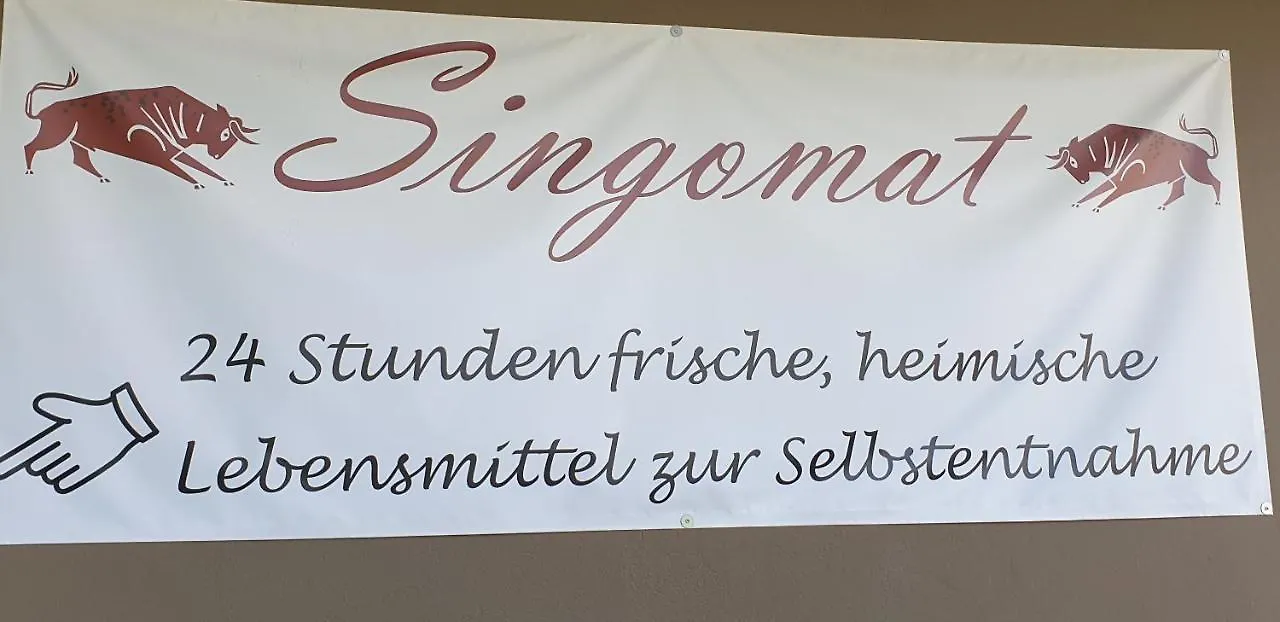 Singomat
24 Stunden frische, heimische
Lebensmittel zur Selbstentnahme